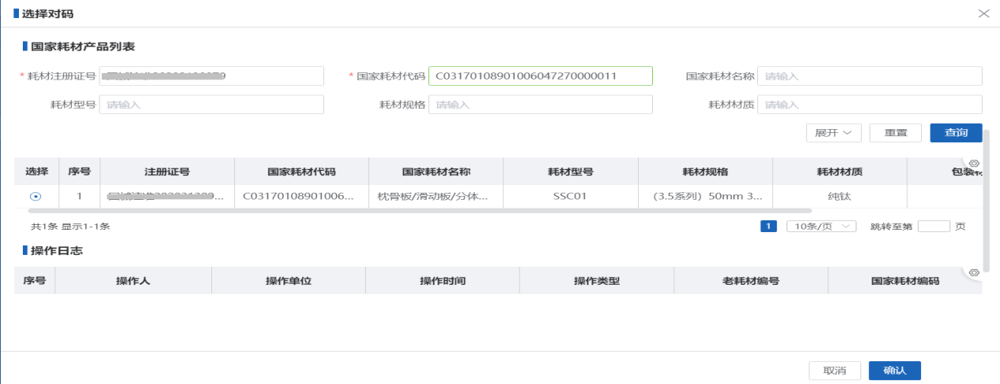 选择对码
国家耗材产品列表
* 耗材注册证号
* 国家耗材代码 C03170108901006047270000011
国家耗材名称 请输入
耗材型号 请输入
耗材规格 请输入
耗材材质 请输入
展开 重置 查询
选择 序号 注册证号 国家耗材代码 国家耗材名称 耗材型号 耗材规格 耗材材质 包装材
1 C03170108901006... 枕骨板/滑动板/分体... SSC01 (3.5系列) 50mm 3... 纯钛
共1条 显示1-1条
1 10条/页 跳转至第 页
操作日志
序号 操作人 操作单位 操作时间 操作类型 老耗材编号 国家耗材编码
取消 确认